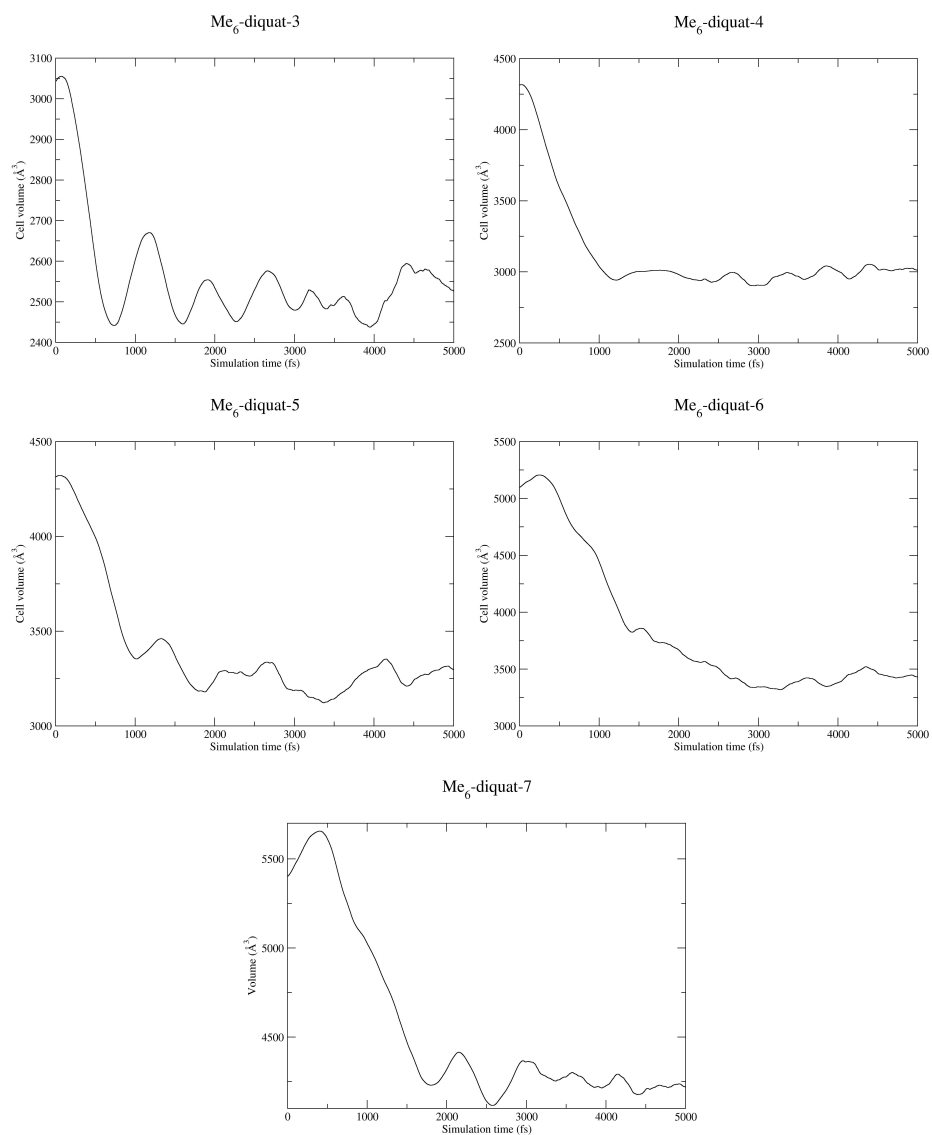 Me6-diquat-3
Me6-diquat-4
3100
3000
2900
2800
2700
2600
2500
2400
Cell volume (Å3)
0 1000 2000 3000 4000 5000
Simulation time (fs)
4500
4000
3500
3000
2500
Cell volume (Å3)
0 1000 2000 3000 4000 5000
Simulation time (fs)
Me6-diquat-5
Me6-diquat-6
4500
4000
3500
3000
Cell volume (Å3)
0 1000 2000 3000 4000 5000
Simulation time (fs)
5500
5000
4500
4000
3500
3000
Cell volume (Å3)
0 1000 2000 3000 4000 5000
Simulation time (fs)
Me6-diquat-7
5500
5000
4500
Volume (Å3)
0 1000 2000 3000 4000 5000
Simulation time (fs)